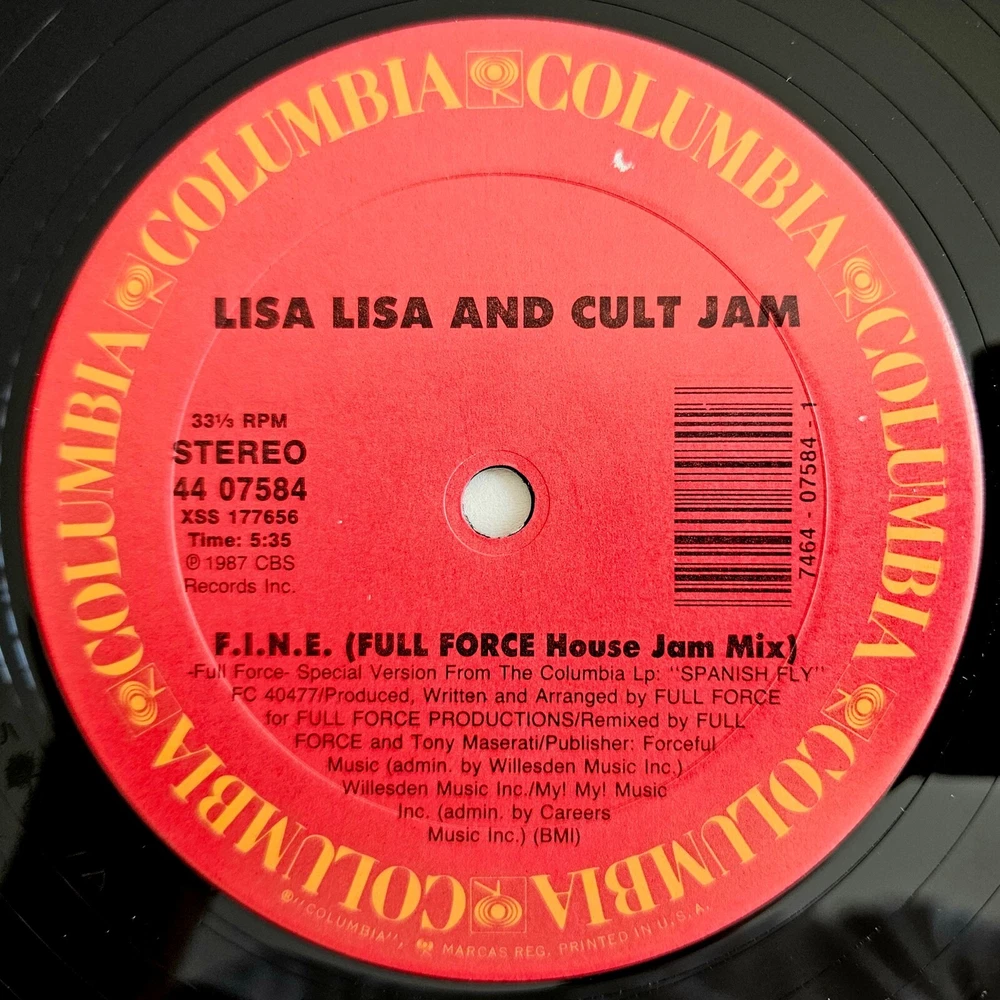 COLUMBIA COLUMBIA COLUMBIA COLUMBIA COLUMBIA COLUMBIA
LISA LISA AND CULT JAM
33⅓ RPM
STEREO
44 07584
XSS 177656
Time: 5:35
℗ 1987 CBS
Records Inc.
7464 - 07584 - 1
F.I.N.E. (FULL FORCE House Jam Mix)
-Full Force- Special Version From The Columbia Lp: "SPANISH FLY"
FC 40477/Produced, Written and Arranged by FULL FORCE
for FULL FORCE PRODUCTIONS/Remixed by FULL
FORCE and Tony Maserati/Publisher: Forceful
Music (admin. by Willesden Music Inc.)
Willesden Music Inc./My! My! Music
Inc. (admin. by Careers
Music Inc.) (BMI)
® "COLUMBIA", MARCAS REG. PRINTED IN U.S.A.